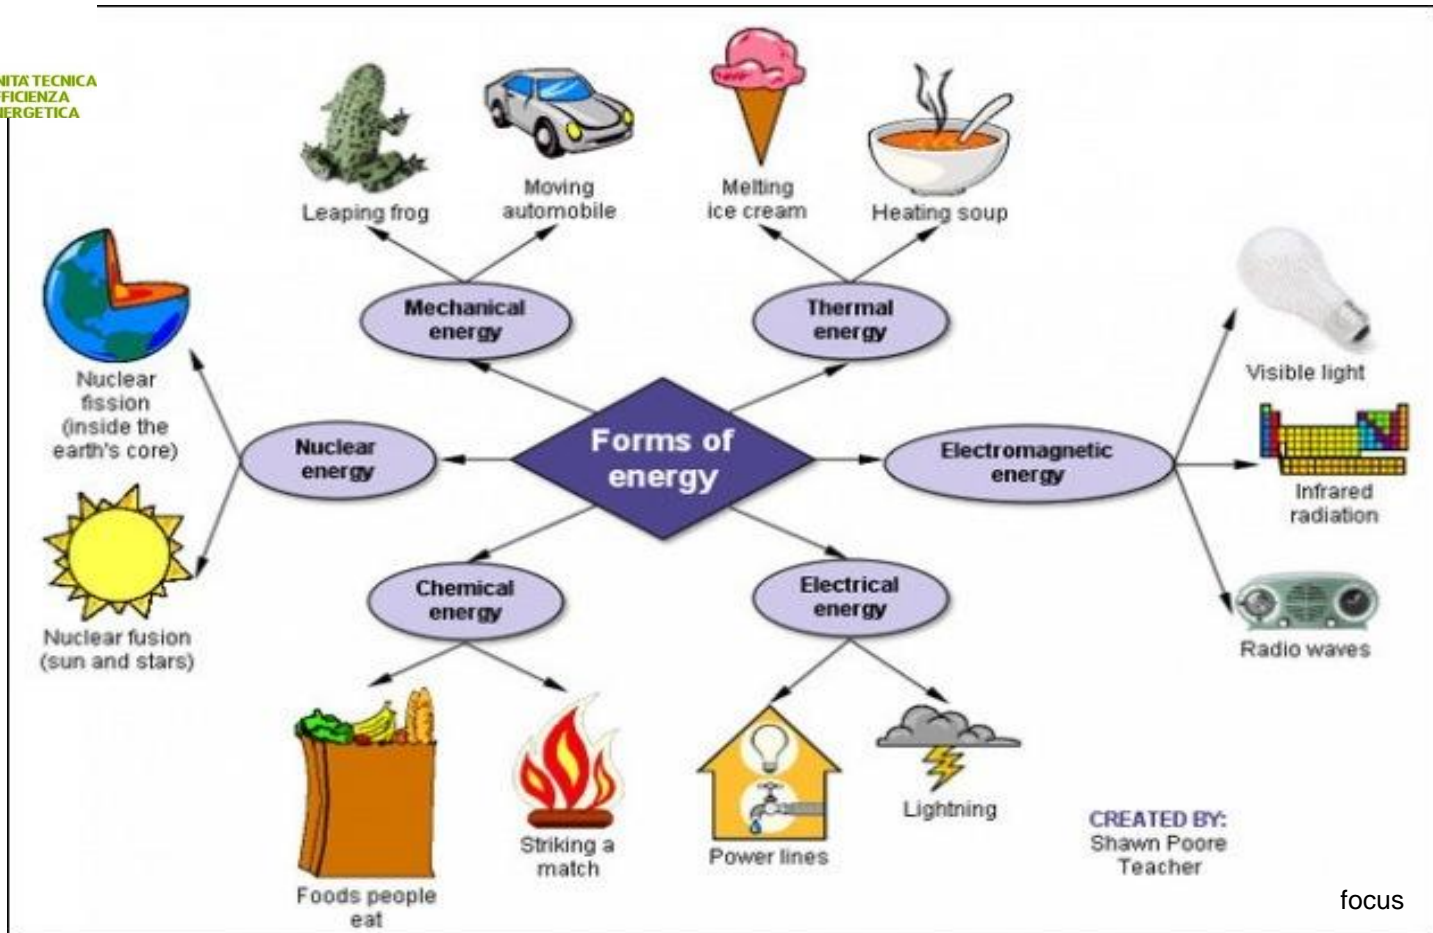 NITA' TECNICA
FFICIENZA
NERGETICA
Leaping frog
Moving
automobile
Melting
ice cream
Heating soup
Mechanical
energy
Thermal
energy
Nuclear
fission
(inside the
earth's core)
Visible light
Forms of
energy
Nuclear
energy
Electromagnetic
energy
Infrared
radiation
Nuclear fusion
(sun and stars)
Chemical
energy
Electrical
energy
Radio waves
Foods people
eat
Striking a
match
Power lines
Lightning
CREATED BY:
Shawn Poore
Teacher
focus